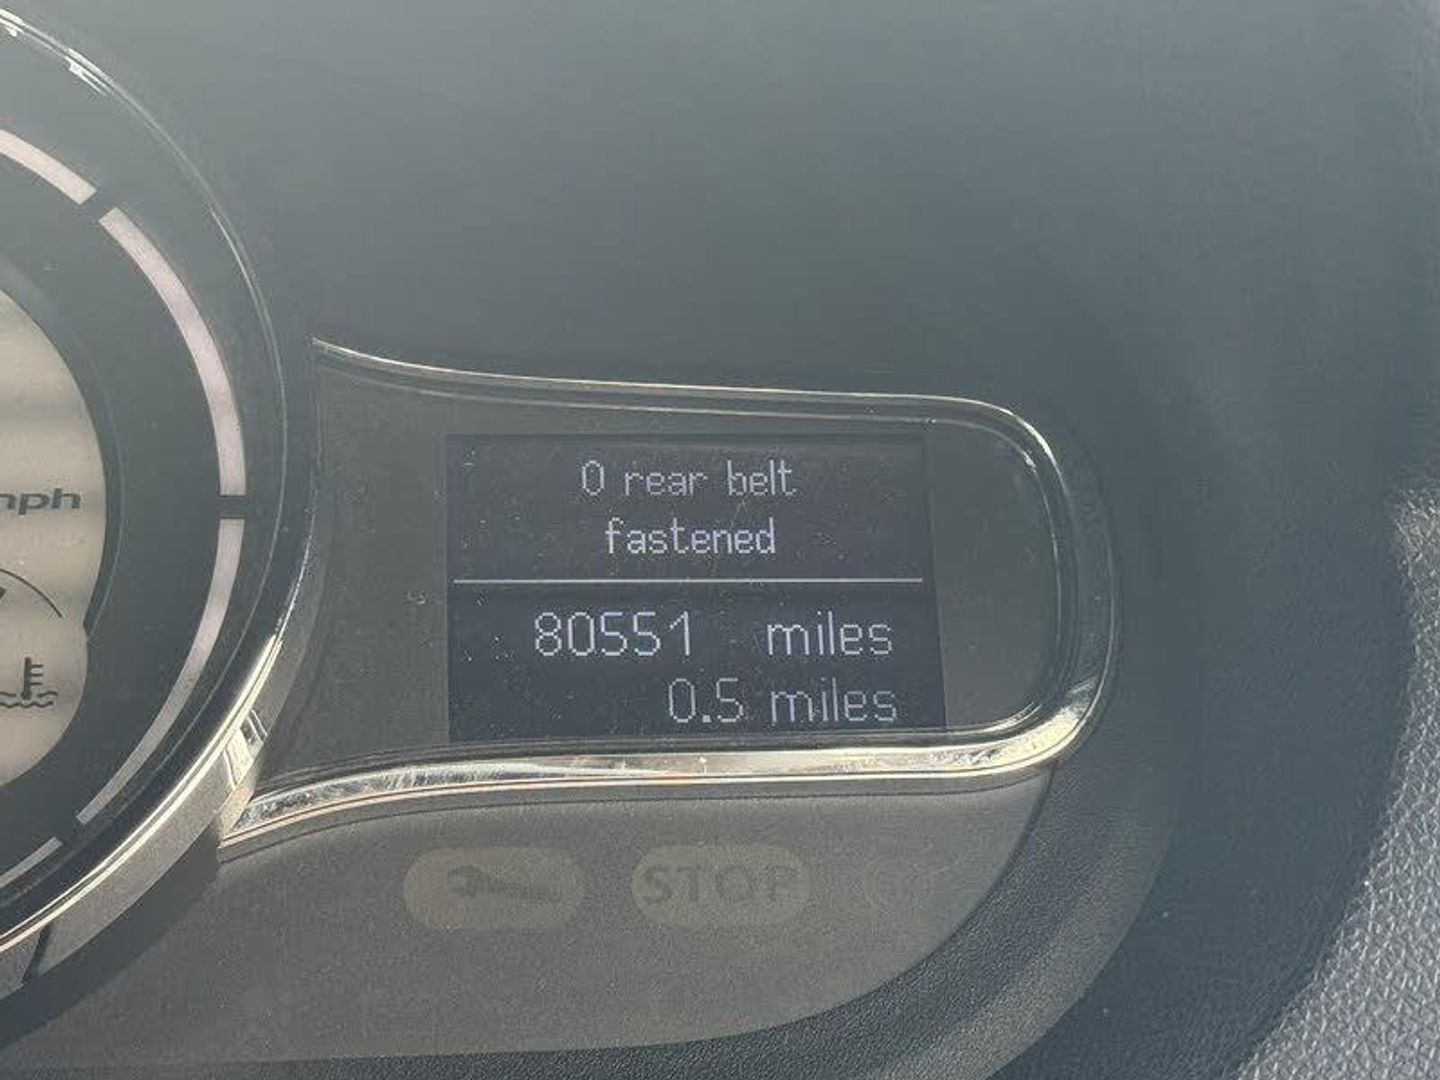 0 rear belt
fastened
mph
80551 miles
0.5 miles
STOP